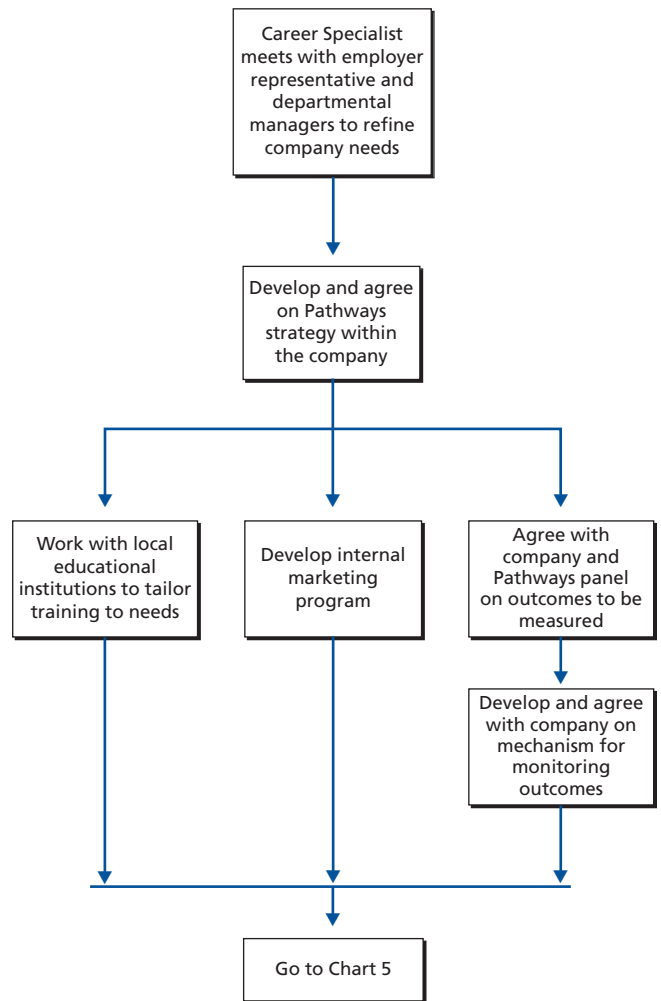 Career Specialist
meets with employer
representative and
departmental
managers to refine
company needs
Develop and agree
on Pathways
strategy within
the company
Work with local
educational
institutions to tailor
training to needs
Develop internal
marketing
program
Agree with
company and
Pathways panel
on outcomes to be
measured
Develop and agree
with company on
mechanism for
monitoring
outcomes
Go to Chart 5